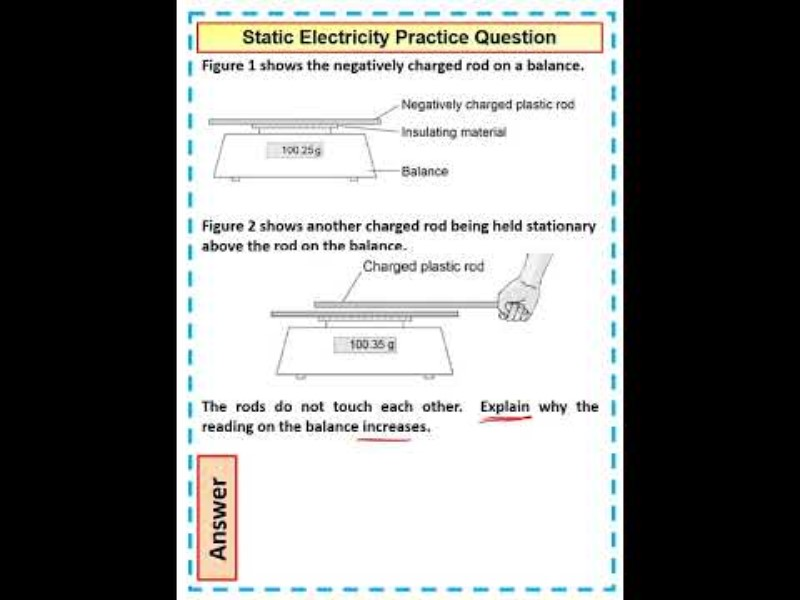 Static Electricity Practice Question
Figure 1 shows the negatively charged rod on a balance.
Negatively charged plastic rod
Insulating material
100.25g
Balance
Figure 2 shows another charged rod being held stationary
above the rod on the balance.
Charged plastic rod
100.35 g
The rods do not touch each other. Explain why the
reading on the balance increases.
Answer